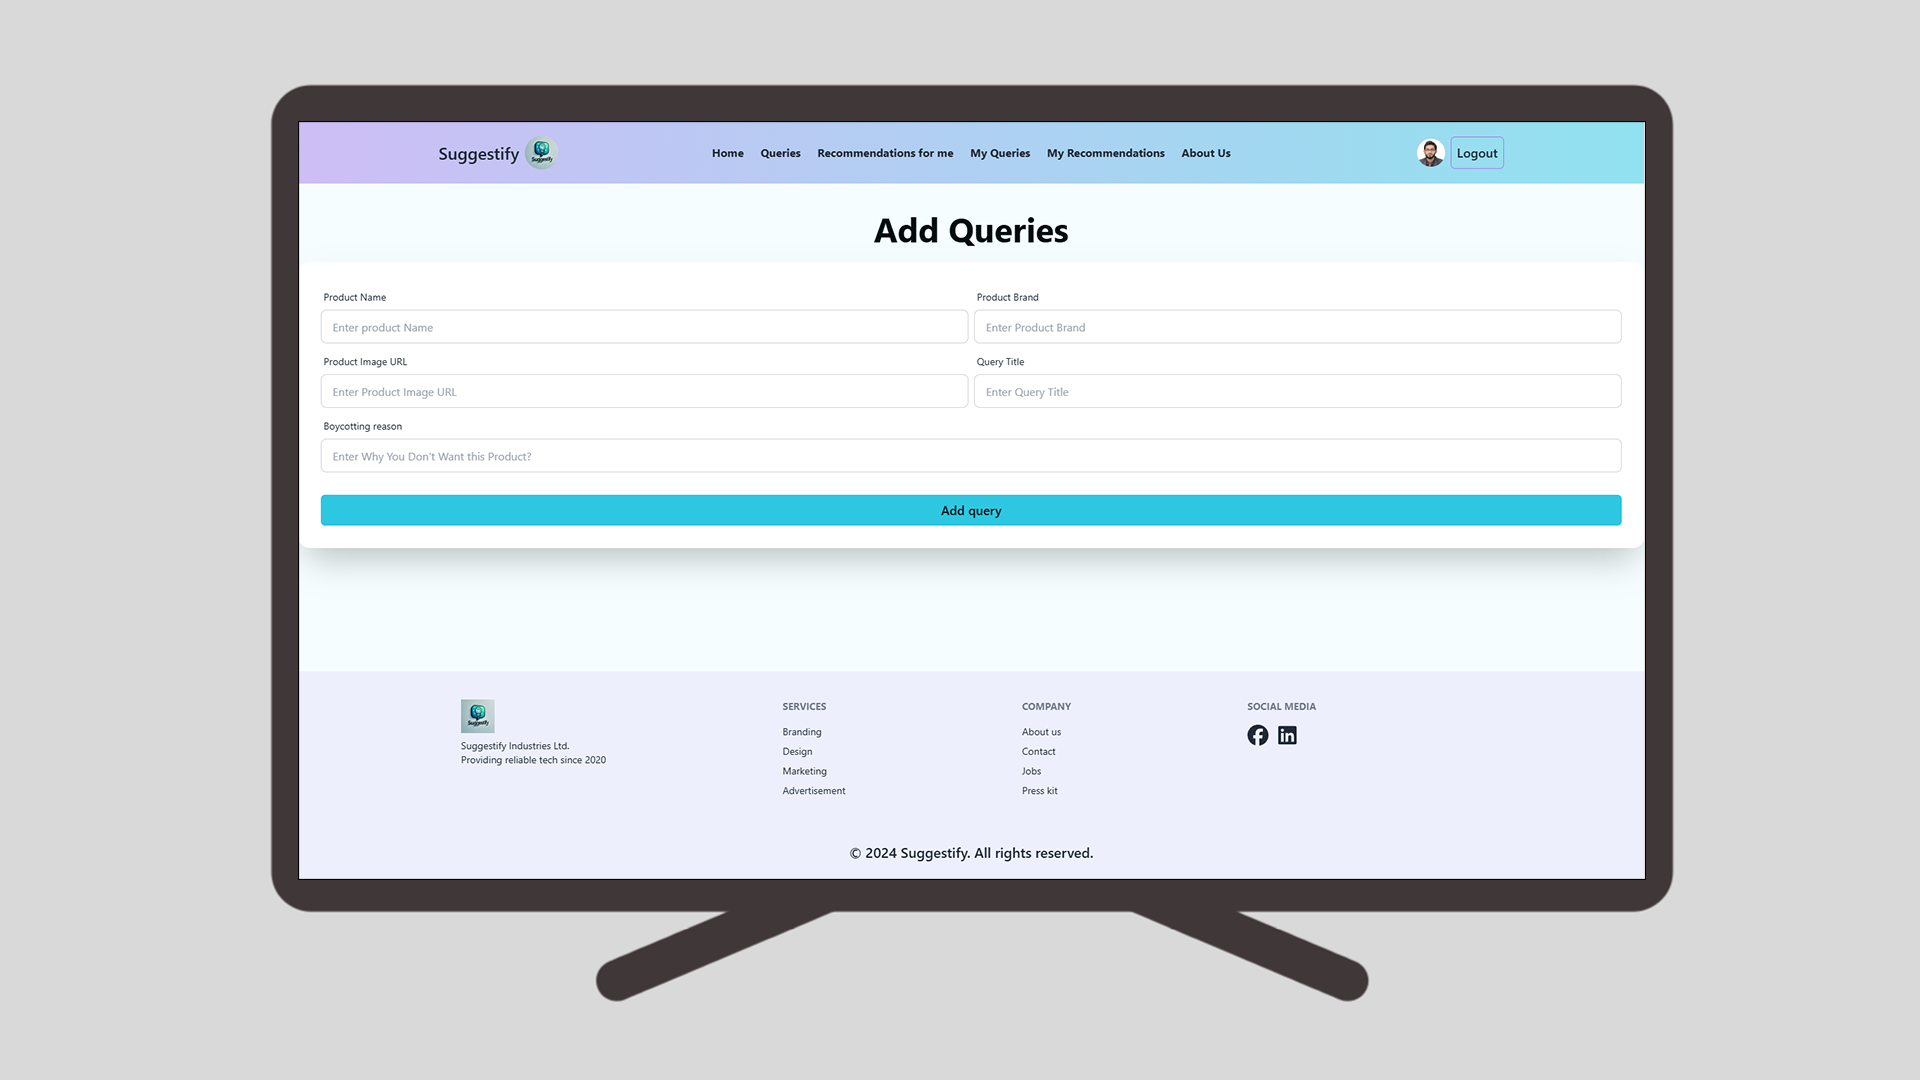 Suggestify
Suggestify
Home Queries Recommendations for me My Queries My Recommendations About Us
Logout
Add Queries
Product Name Product Brand
Enter product Name Enter Product Brand
Product Image URL Query Title
Enter Product Image URL Enter Query Title
Boycotting reason
Enter Why You Don't Want this Product?
Add query
Suggestify
Suggestify Industries Ltd.
Providing reliable tech since 2020
SERVICES
Branding
Design
Marketing
Advertisement
COMPANY
About us
Contact
Jobs
Press kit
SOCIAL MEDIA
in
© 2024 Suggestify. All rights reserved.